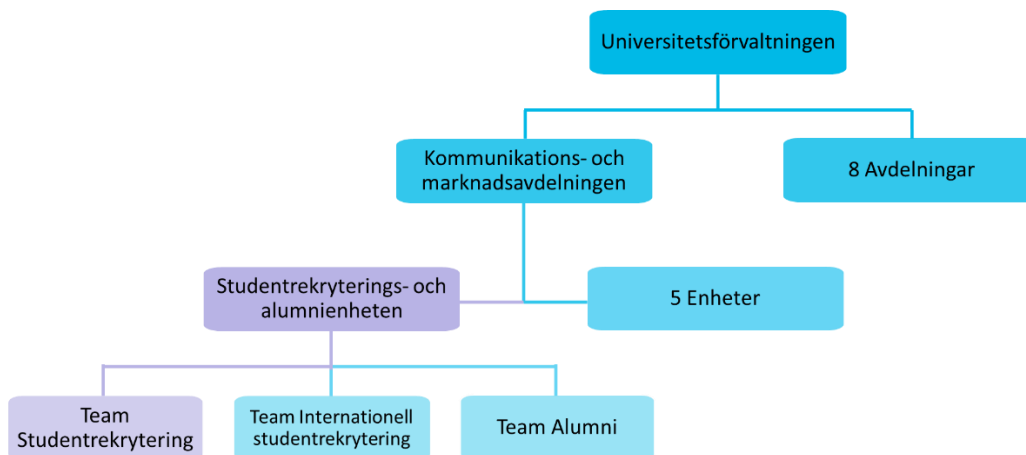 Universitetsförvaltningen
Kommunikations- och
marknadsavdelningen
8 Avdelningar
Studentrekryterings- och
alumnienheten
5 Enheter
Team
Studentrekrytering
Team Internationell
studentrekrytering
Team Alumni